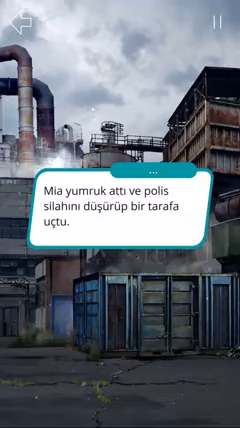 ...
Mia yumruk attı ve polis
silahını düşürüp bir tarafa
uçtu.